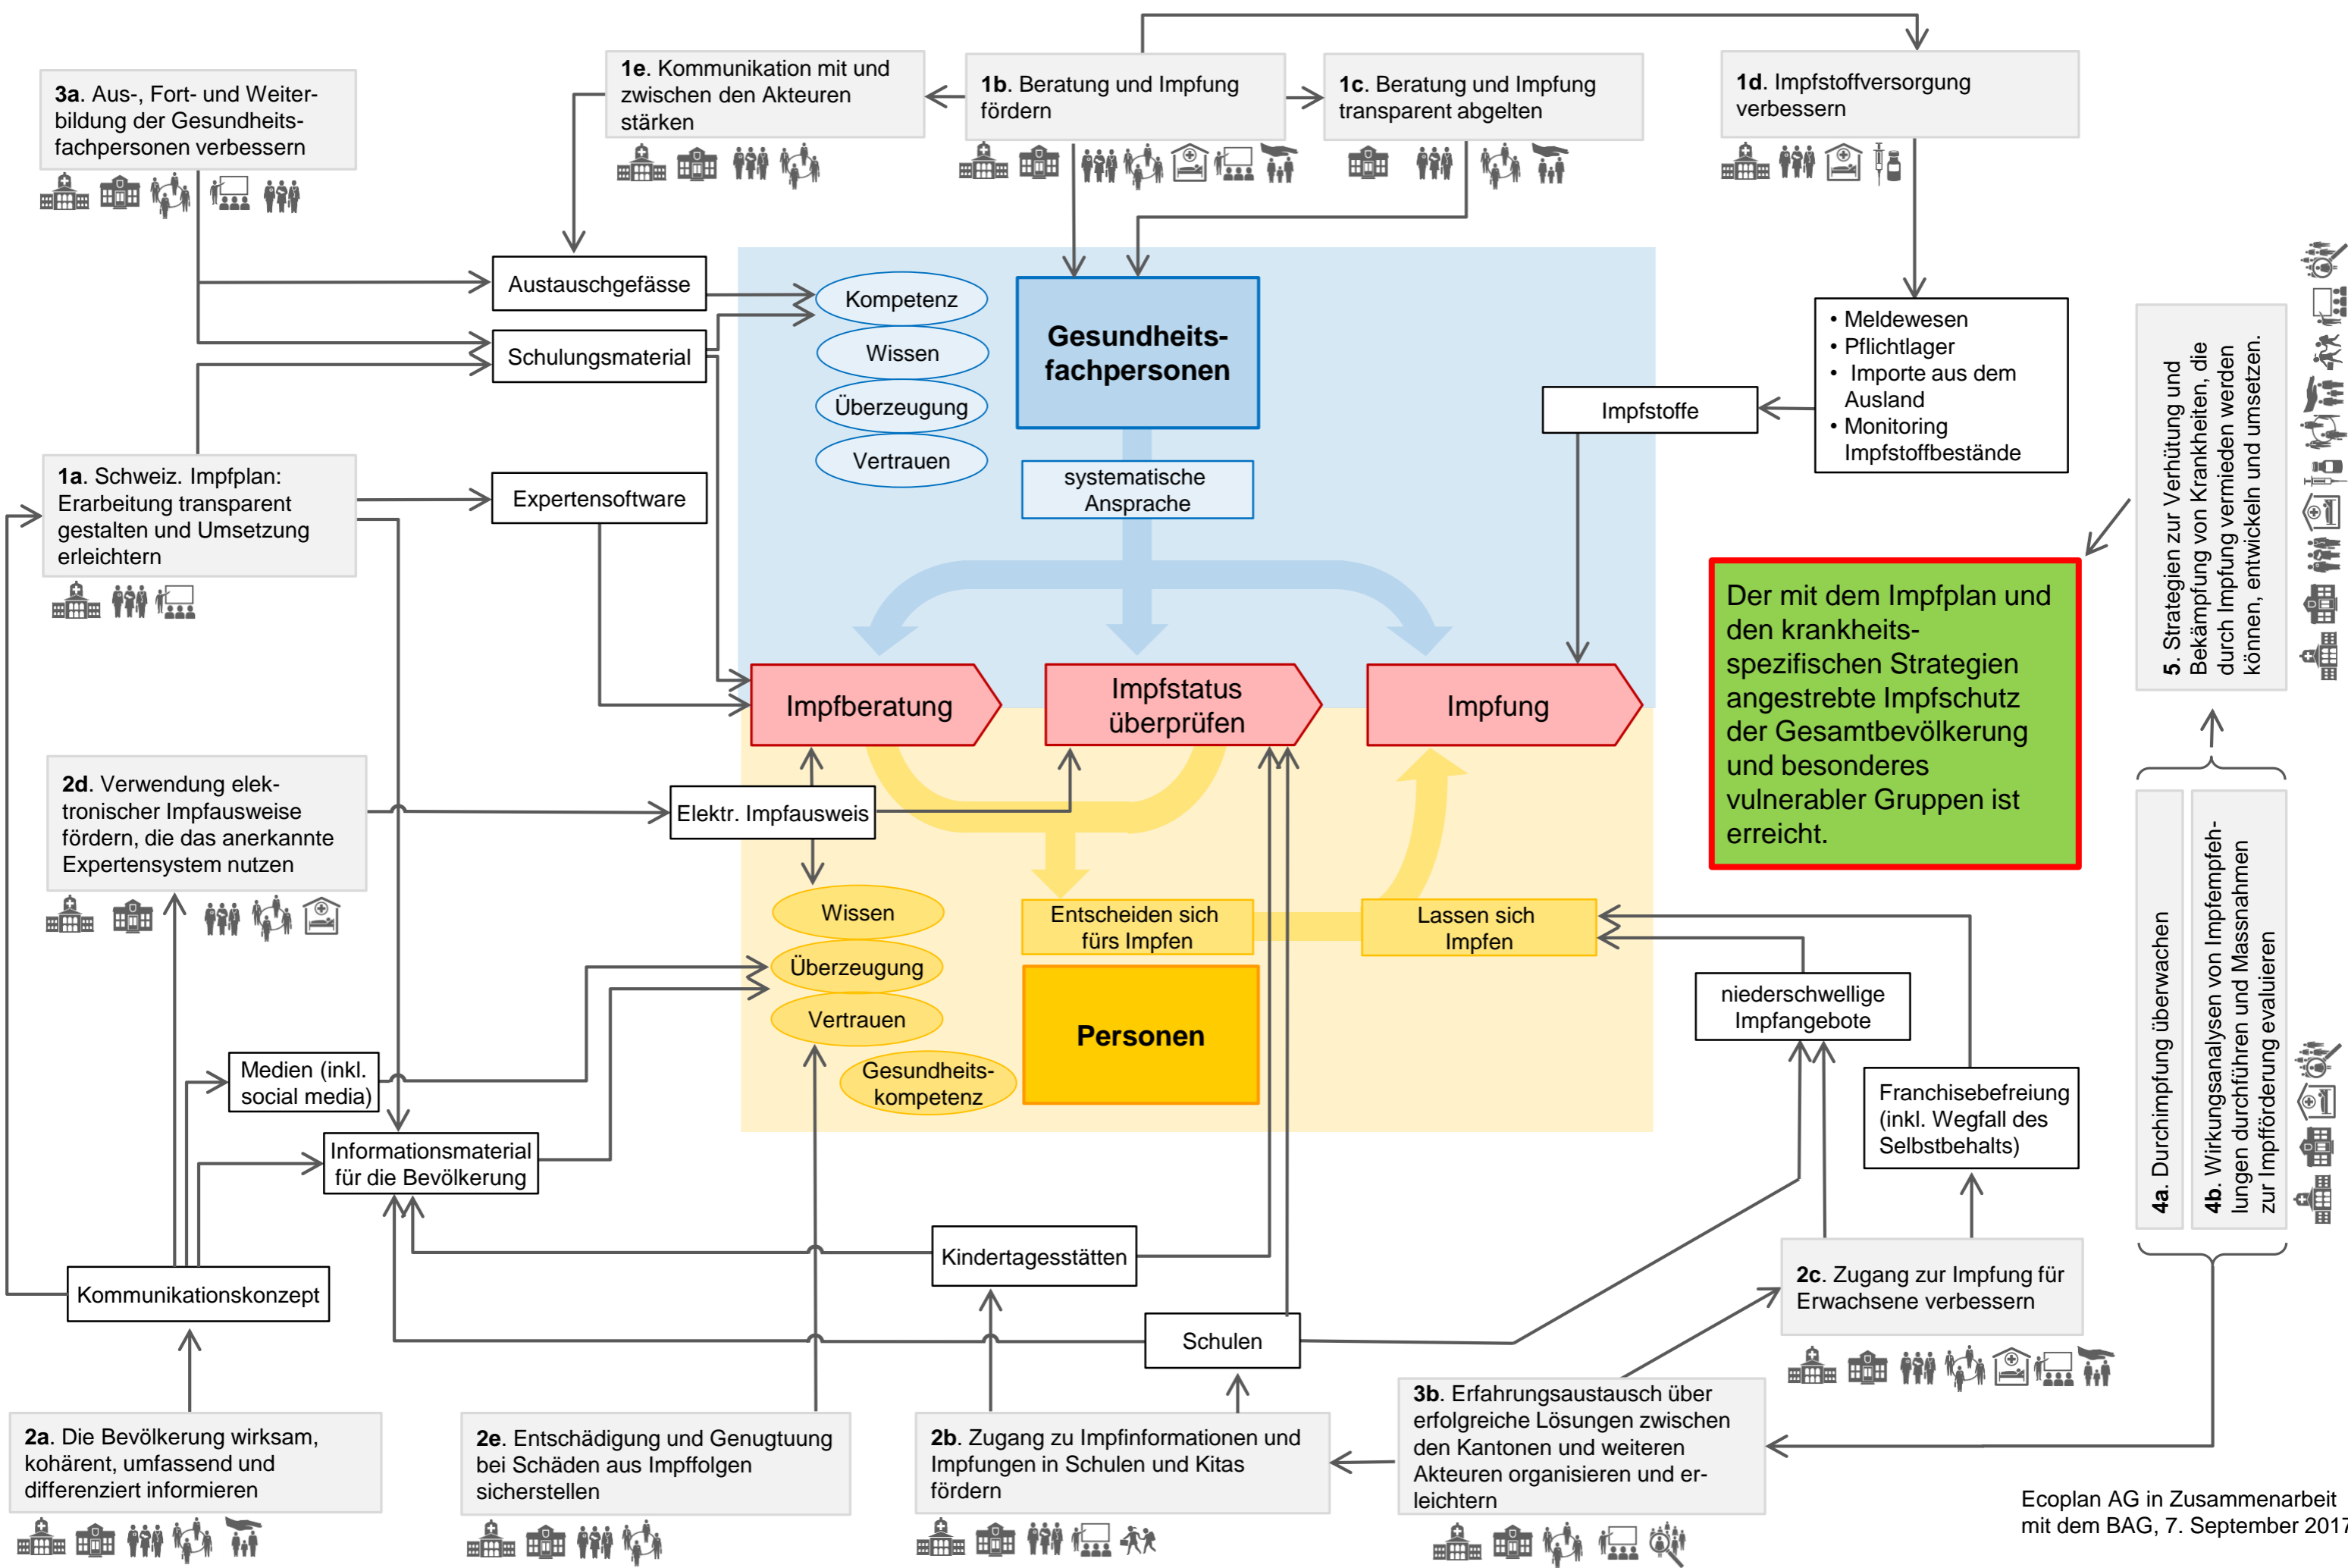 3a. Aus-, Fort- und Weiter-
bildung der Gesundheits-
fachpersonen verbessern
1e. Kommunikation mit und
zwischen den Akteuren
stärken
1b. Beratung und Impfung
fördern
1c. Beratung und Impfung
transparent abgelten
1d. Impfstoffversorgung
verbessern
Austauschgefässe
Schulungsmaterial
Kompetenz
Wissen
Überzeugung
Vertrauen
Gesundheits-
fachpersonen
systematische
Ansprache
Impfstoffe
• Meldewesen
• Pflichtlager
• Importe aus dem
Ausland
• Monitoring
Impfstoffbestände
5. Strategien zur Verhütung und
Bekämpfung von Krankheiten, die
durch Impfung vermieden werden
können, entwickeln und umsetzen.
1a. Schweiz. Impfplan:
Erarbeitung transparent
gestalten und Umsetzung
erleichtern
Expertensoftware
Der mit dem Impfplan und
den krankheits-
spezifischen Strategien
angestrebte Impfschutz
der Gesamtbevölkerung
und besonderes
vulnerabler Gruppen ist
erreicht.
Impfberatung
Impfstatus
überprüfen
Impfung
2d. Verwendung elek-
tronischer Impfausweise
fördern, die das anerkannte
Expertensystem nutzen
Elektr. Impfausweis
Wissen
Überzeugung
Vertrauen
Gesundheits-
kompetenz
Entscheiden sich
fürs Impfen
Lassen sich
Impfen
Personen
niederschwellige
Impfangebote
Franchisebefreiung
(inkl. Wegfall des
Selbstbehalts)
4a. Durchimpfung überwachen
4b. Wirkungsanalysen von Impfempfeh-
lungen durchführen und Massnahmen
zur Impfförderung evaluieren
Medien (inkl.
social media)
Informationsmaterial
für die Bevölkerung
Kommunikationskonzept
Kindertagesstätten
Schulen
2c. Zugang zur Impfung für
Erwachsene verbessern
2a. Die Bevölkerung wirksam,
kohärent, umfassend und
differenziert informieren
2e. Entschädigung und Genugtuung
bei Schäden aus Impffolgen
sicherstellen
2b. Zugang zu Impfinformationen und
Impfungen in Schulen und Kitas
fördern
3b. Erfahrungsaustausch über
erfolgreiche Lösungen zwischen
den Kantonen und weiteren
Akteuren organisieren und er-
leichtern
Ecoplan AG in Zusammenarbeit
mit dem BAG, 7. September 2017